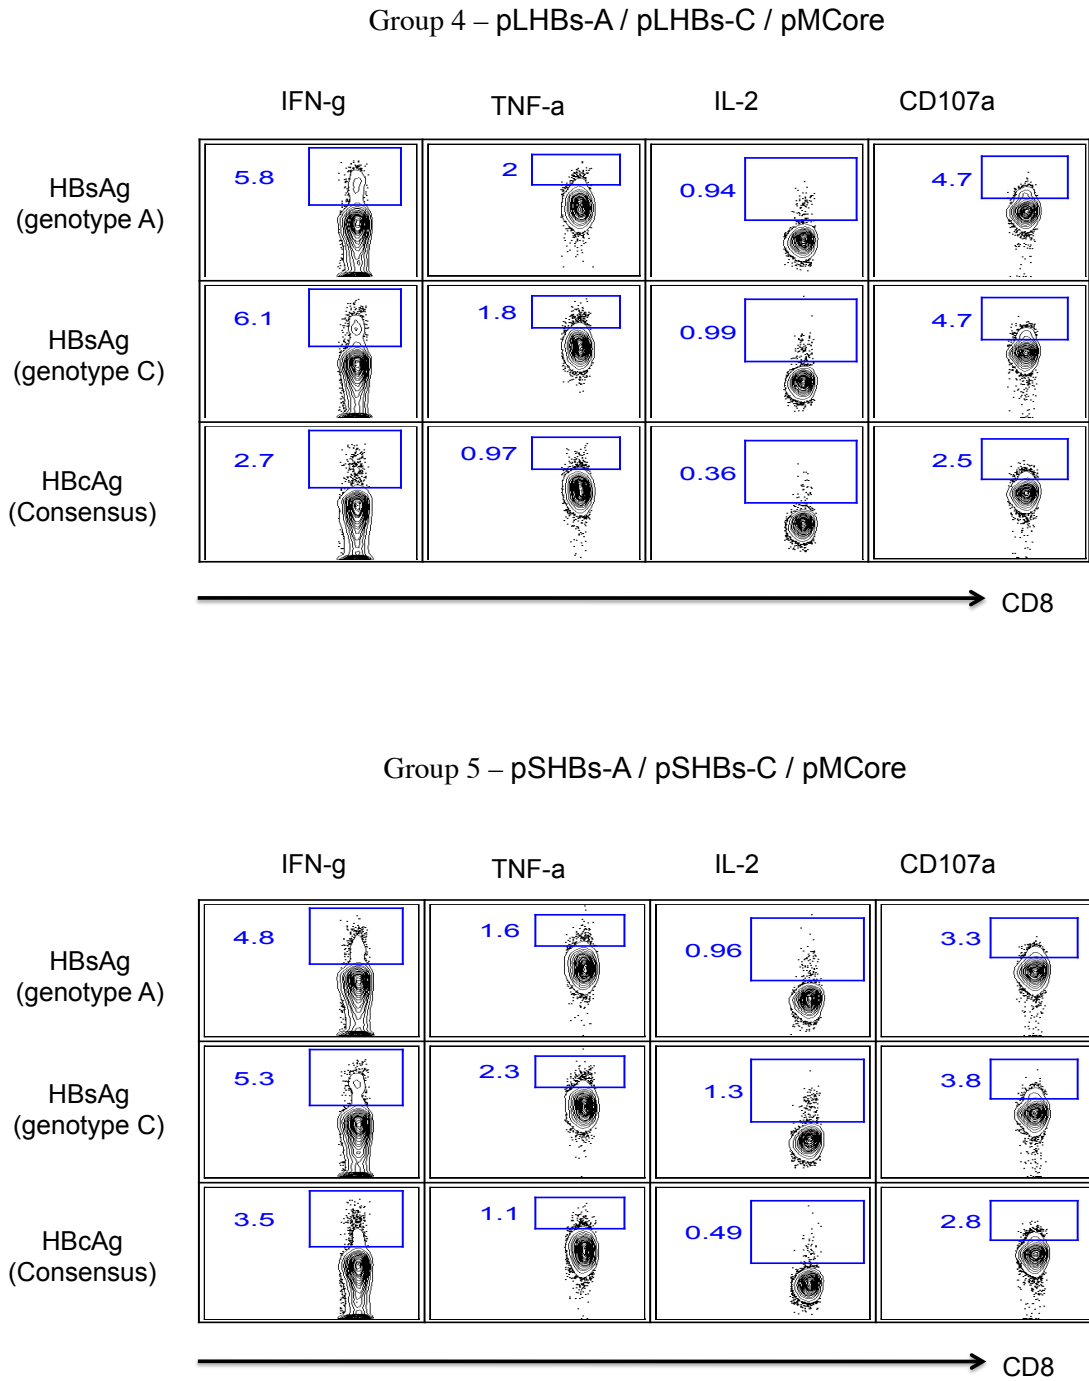 Group 4 – pLHBs-A / pLHBs-C / pMCore
IFN-g TNF-a IL-2 CD107a
HBsAg
(genotype A)
5.8 2 0.94 4.7
HBsAg
(genotype C)
6.1 1.8 0.99 4.7
HBcAg
(Consensus)
2.7 0.97 0.36 2.5
CD8
Group 5 – pSHBs-A / pSHBs-C / pMCore
IFN-g TNF-a IL-2 CD107a
HBsAg
(genotype A)
4.8 1.6 0.96 3.3
HBsAg
(genotype C)
5.3 2.3 1.3 3.8
HBcAg
(Consensus)
3.5 1.1 0.49 2.8
CD8